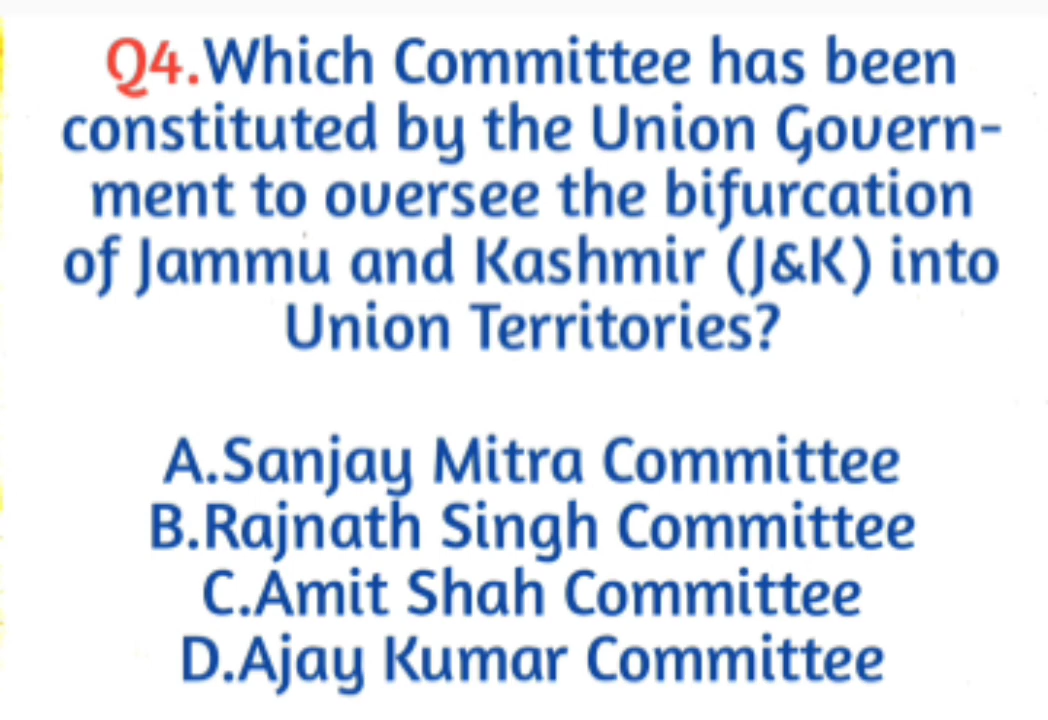 Q4.Which Committee has been
constituted by the Union Govern-
ment to oversee the bifurcation
of Jammu and Kashmir (J&K) into
Union Territories?
A.Sanjay Mitra Committee
B.Rajnath Singh Committee
C.Amit Shah Committee
D.Ajay Kumar Committee